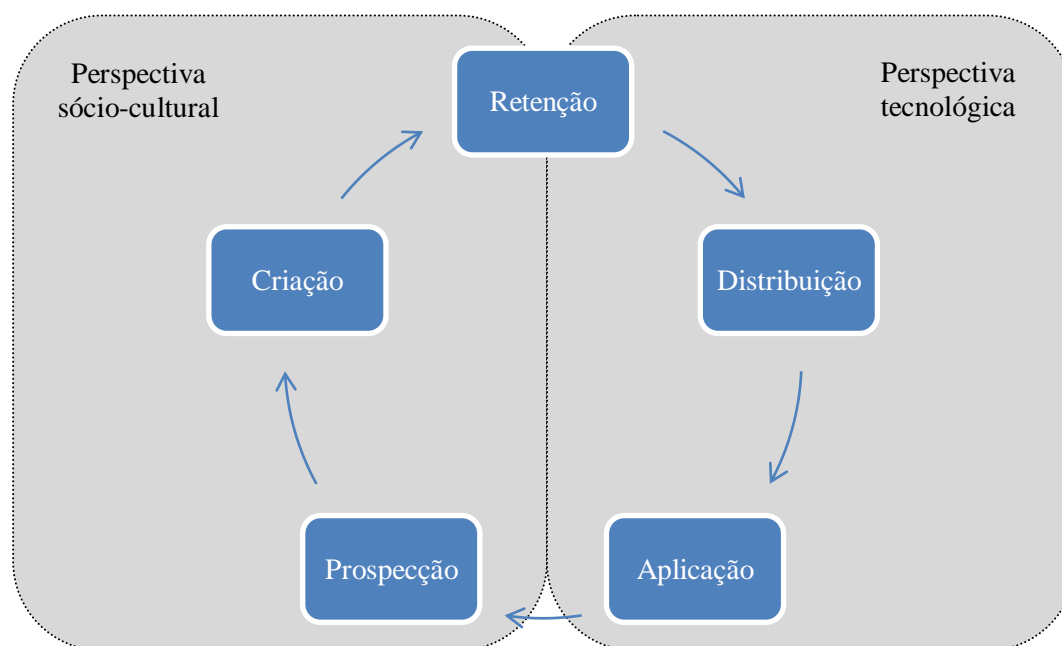 Perspectiva
sócio-cultural
Perspectiva
tecnológica
Retenção
Criação
Distribuição
Prospecção
Aplicação